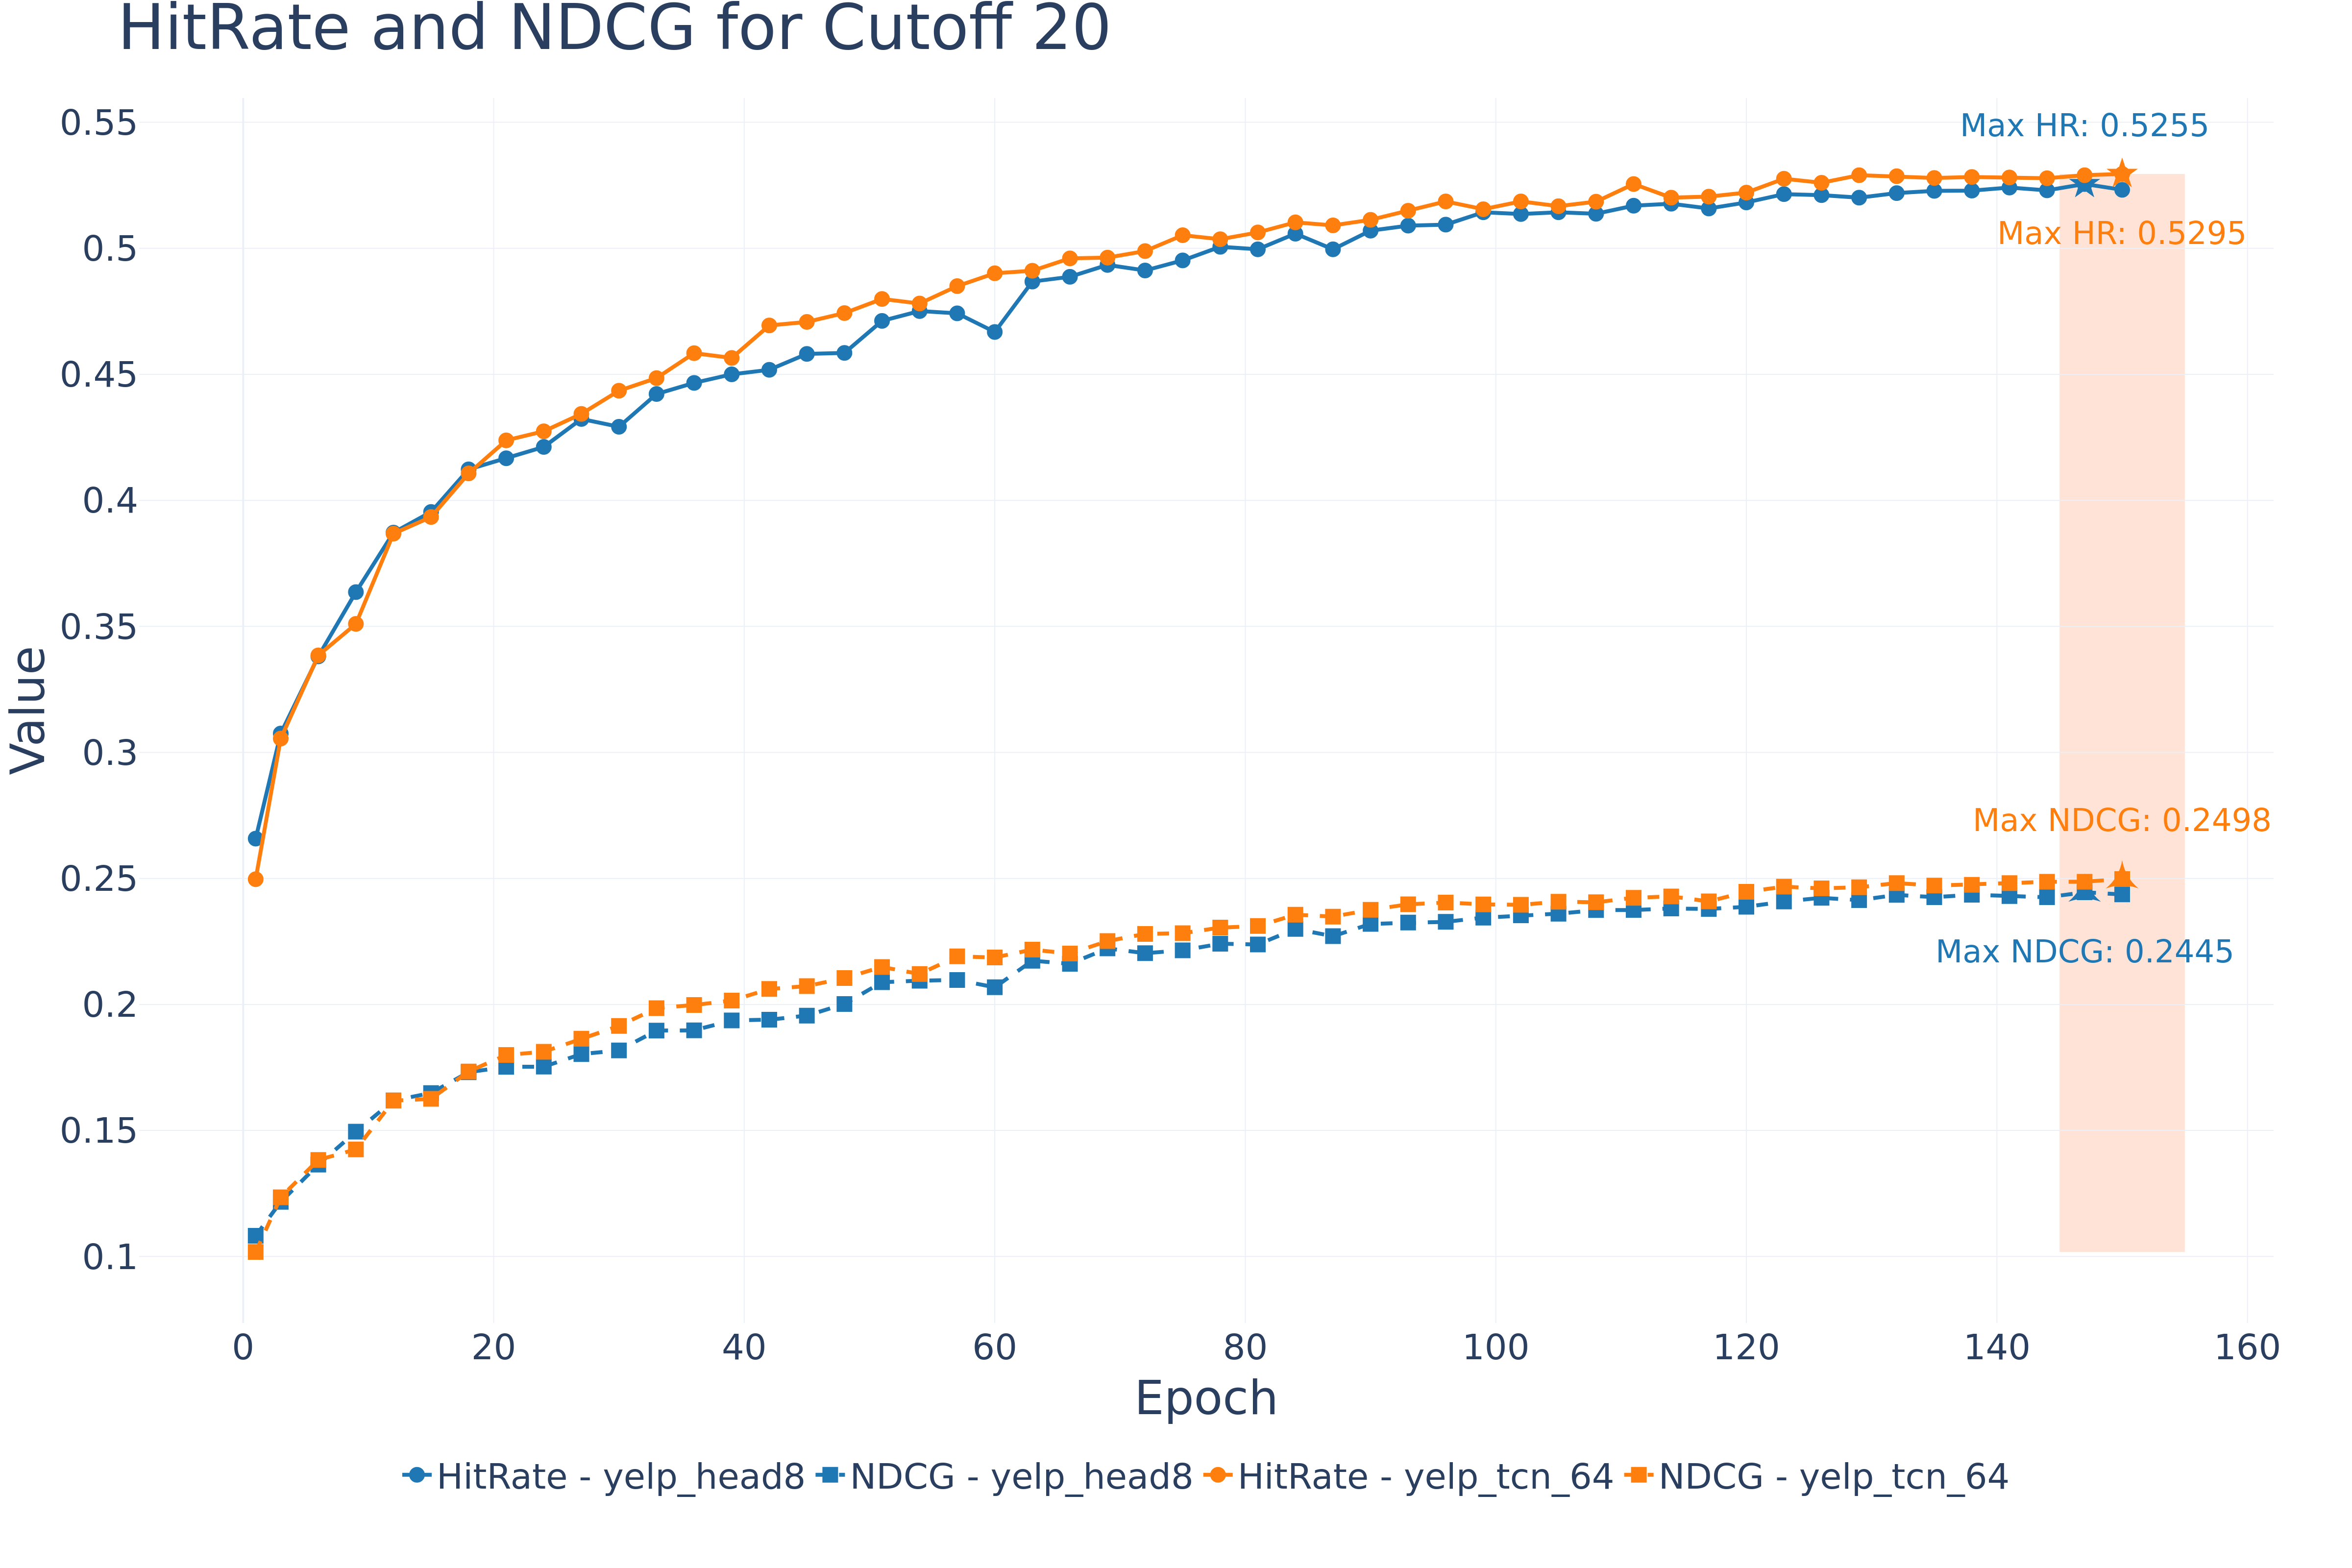 HitRate and NDCG for Cutoff 20
0.55
0.5
0.45
0.4
0.35
0.3
0.25
0.2
0.15
0.1
Value
Max HR: 0.5255
Max HR: 0.5295
Max NDCG: 0.2498
Max NDCG: 0.2445
0 20 40 60 80 100 120 140 160
Epoch
HitRate - yelp_head8 NDCG - yelp_head8 HitRate - yelp_tcn_64 NDCG - yelp_tcn_64